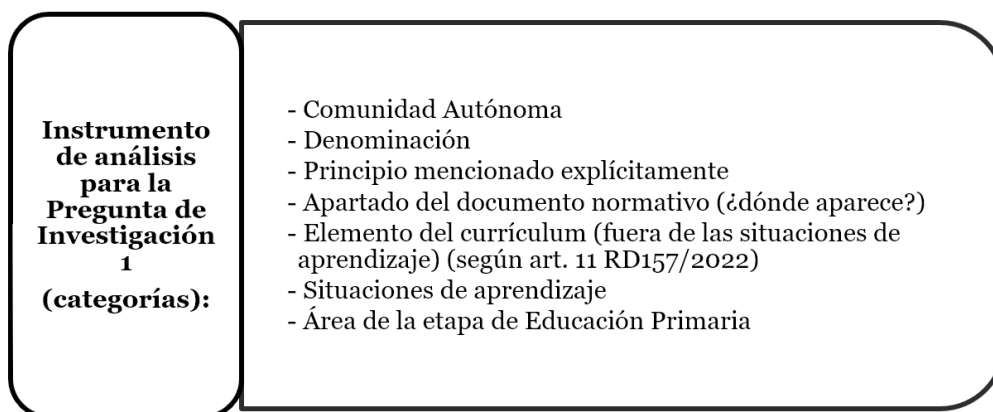 Instrumento
de análisis
para la
Pregunta de
Investigación
1
(categorías):
- Comunidad Autónoma
- Denominación
- Principio mencionado explícitamente
- Apartado del documento normativo (¿dónde aparece?)
- Elemento del currículum (fuera de las situaciones de
aprendizaje) (según art. 11 RD157/2022)
- Situaciones de aprendizaje
- Área de la etapa de Educación Primaria